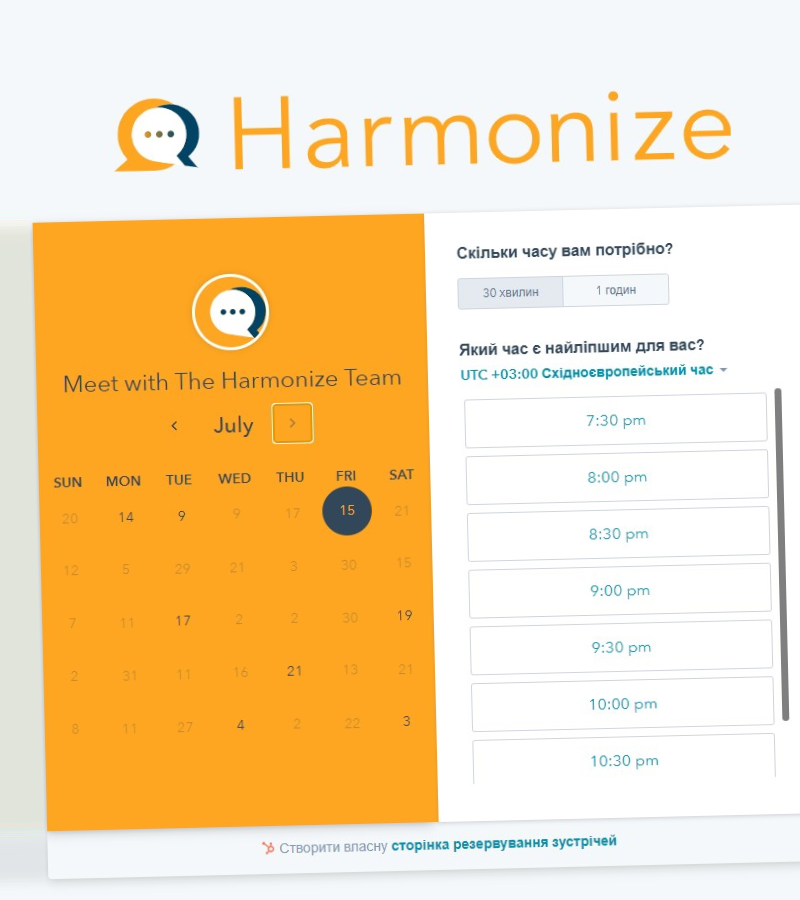 Harmonize
Meet with The Harmonize Team
July
SUN MON TUE WED THU FRI SAT
20 14 9 9 17 15 21
12 5 29 21 3 30 15
7 11 17 2 2 30 19
2 31 11 16 21 13 21
8 11 27 4 2 22 3
Скільки часу вам потрібно?
30 хвилин 1 годин
Який час є найліпшим для вас?
UTC +03:00 Східноєвропейський час
7:30 pm
8:00 pm
8:30 pm
9:00 pm
9:30 pm
10:00 pm
10:30 pm
Створити власну сторінка резервування зустрічей